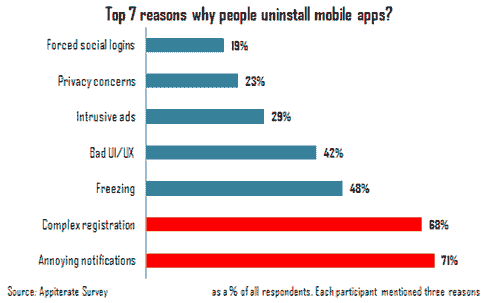 Top 7 reasons why people uninstall mobile apps?
Forced social logins 19%
Privacy concerns 23%
Intrusive ads 29%
Bad UI/UX 42%
Freezing 48%
Complex registration 68%
Annoying notifications 71%
Source: Appiterate Survey as a % of all respondents. Each participant mentioned three reasons